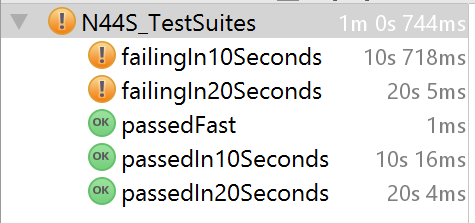 N44S_TestSuites 1m 0s 744ms
failingIn10Seconds 10s 718ms
failingIn20Seconds 20s 5ms
OK passedFast 1ms
OK passedIn10Seconds 10s 16ms
OK passedIn20Seconds 20s 4ms